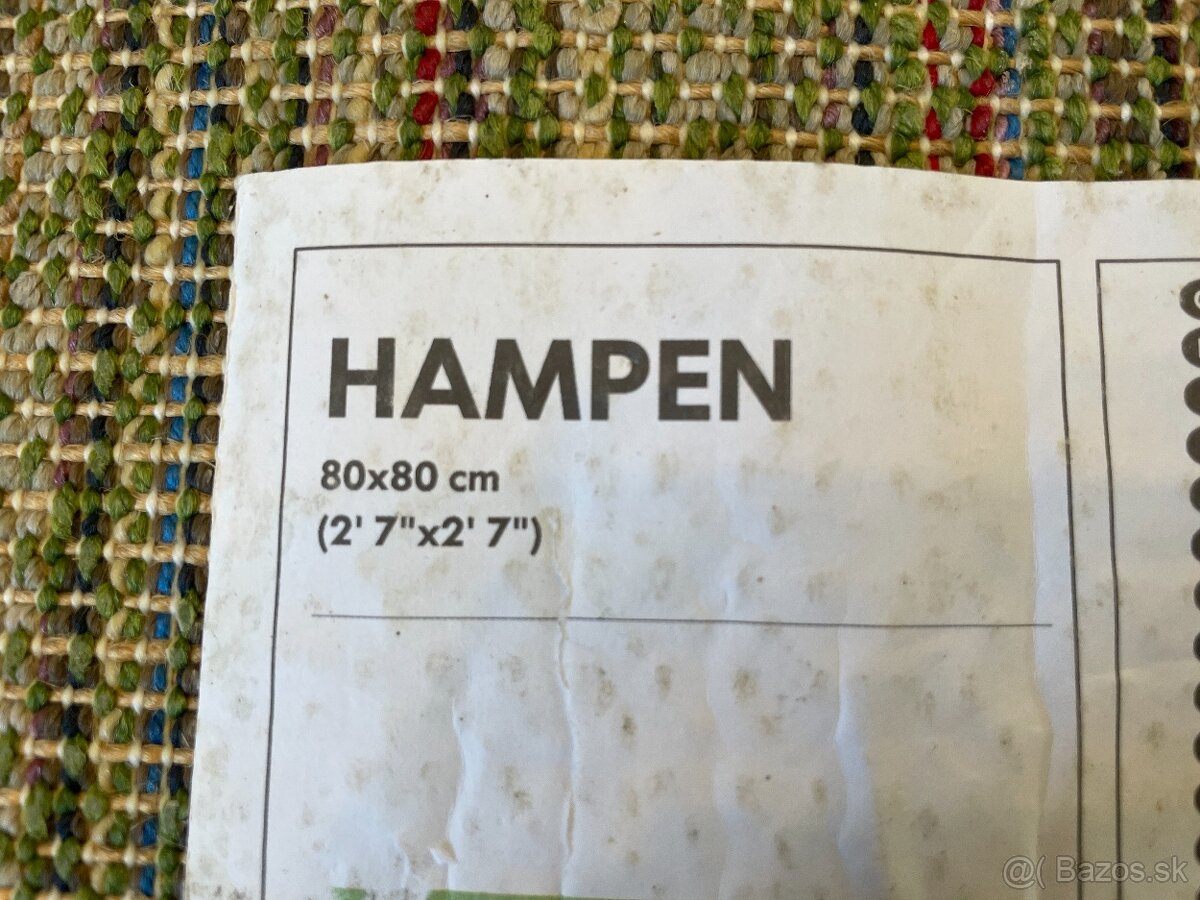 HAMPEN
80x80 cm
(2' 7"x2' 7")
@( Bazos.sk